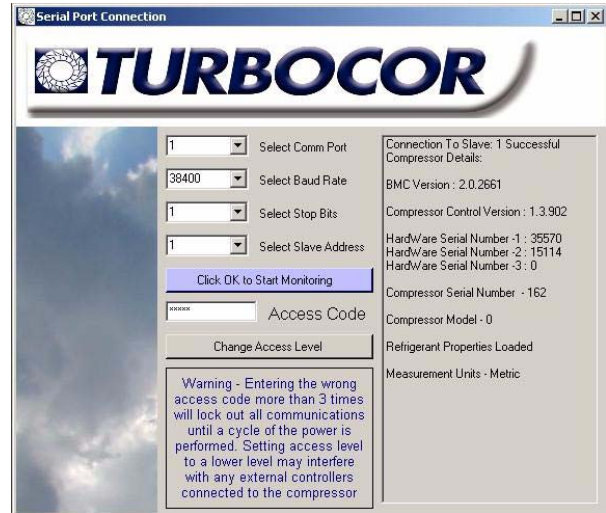 Serial Port Connection
TURBOCOR
1
Select Comm Port
38400
Select Baud Rate
1
Select Stop Bits
1
Select Slave Address
Click OK to Start Monitoring
xxxxx
Access Code
Change Access Level
Warning - Entering the wrong
access code more than 3 times
will lock out all communications
until a cycle of the power is
performed. Setting access level
to a lower level may interfere
with any external controllers
connected to the compressor
Connection To Slave: 1 Successful
Compressor Details:
BMC Version : 2.0.2661
Compressor Control Version : 1.3.902
HardWare Serial Number -1 : 35570
HardWare Serial Number -2 : 15114
HardWare Serial Number -3 : 0
Compressor Serial Number - 162
Compressor Model - 0
Refrigerant Properties Loaded
Measurement Units - Metric